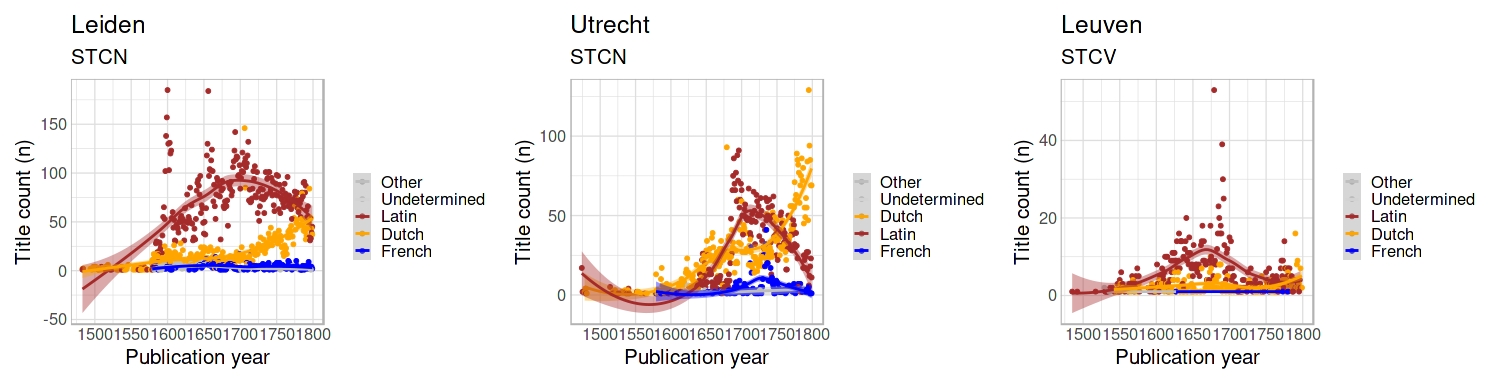 Leiden
STCN
Title count (n)
150
100
50
0
-50
1500 1550 1600 1650 1700 1750 1800
Publication year
Other
Undetermined
Latin
Dutch
French
Utrecht
STCN
Title count (n)
100
50
0
1500 1550 1600 1650 1700 1750 1800
Publication year
Other
Undetermined
Dutch
Latin
French
Leuven
STCV
Title count (n)
40
20
0
1500 1550 1600 1650 1700 1750 1800
Publication year
Other
Undetermined
Latin
Dutch
French